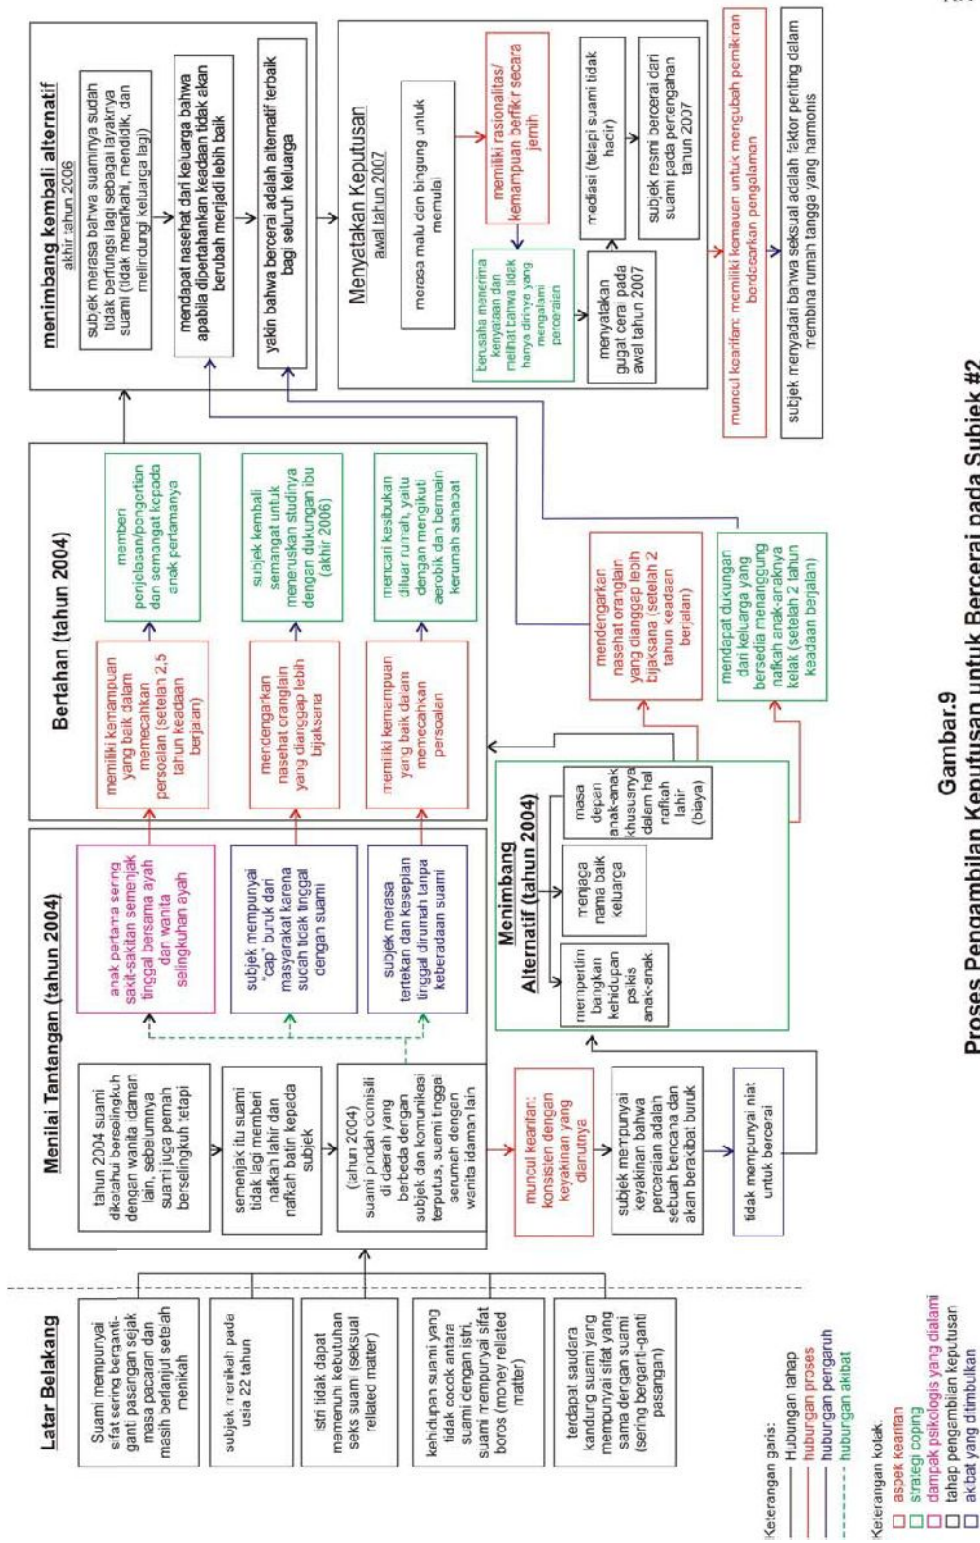 Latar Belakang
Suami mempunyai
sifat sering berganti-
ganti pasangan sejak
masa pacaran dan
masih berlanjut setelah
menikah
subjek menikah pada
usia 22 tahun
istri tidak dapat
memenuhi kebutuhan
seks suami (seksual
rellated matter)
kehidupan suami yang
tidak cocok antara
suami dengan istri,
suami mempunyai sifat
boros (money rellated
matter)
terdapat saudara
kandung suami yang
mempunyai sifat yang
sama dengan suami
(sering berganti-ganti
pasangan)
Menilai Tantangan (tahun 2004)
tahun 2004 suami
diketahui berselingkuh
dengan wanita idaman
lain, sebelumnya
suami juga pernah
berselingkuh tetapi
semenjak itu suami
tidak lagi memberi
nafkah lahir dan
nafkah batin kepada
subjek
(tahun 2004)
suami pindah domisili
di daerah yang
berbeda dengan
subjek dan komunikasi
terputus, suami tinggal
serumah dengan
wanita idaman lain
anak pertama sering
sakit-sakitan semenjak
tinggal bersama ayah
dan wanita
selingkuhan ayah
subjek mempunyai
"cap" buruk dari
masyarakat karena
sudah tidak tinggal
dengan suami
subjek merasa
tertekan dan kesepian
tinggal dirumah tanpa
keberadaan suami
muncul kearifan:
konsisten dengan
keyakinan yang
dianutnya
subjek mempunyai
keyakinan bahwa
perceraian adalah
sebuah bencana dan
akan berakibat buruk
tidak mempunyai niat
untuk bercerai
Bertahan (tahun 2004)
memiliki kemampuan
yang baik dalam
memecahkan
persoalan (setelah 2,5
tahun keadaan
berjalan)
mendengarkan
nasehat oranglain
yang dianggap lebih
bijaksana
memiliki kemampuan
yang baik dalam
memecahkan
persoalan
memberi
penjelasan/pengertian
dan semangat kepada
anak pertamanya
subjek kembali
semangat untuk
meneruskan studinya
dengan dukungan ibu
(akhir 2006)
mencari kesibukan
diluar rumah, yaitu
dengan mengikuti
aerobik dan bermain
kerumah sahabat
Menimbang
Alternatif (tahun 2004)
mempertim
bangkan
kehidupan
psikis
anak-anak.
menjaga
nama baik
keluarga
masa
depan
anak-anak
khususnya
dalam hal
nafkah
lahir
(biaya)
mendengarkan
nasehat oranglain
yang dianggap lebih
bijaksana (setelah 2
tahun keadaan
berjalan)
mendapat dukungan
dari keluarga yang
bersedia menanggung
nafkah anak-anaknya
kelak (setelah 2 tahun
keadaan berjalan)
menimbang kembali alternatif
akhir tahun 2006
subjek merasa bahwa suaminya sudah
tidak berfungsi lagi sebagai layaknya
suami (tidak menafkahi, mendidik, dan
melindungi keluarga lagi)
mendapat nasehat dari keluarga bahwa
apabila dipertahankan keadaan tidak akan
berubah menjadi lebih baik
yakin bahwa bercerai adalah alternatif terbaik
bagi seluruh keluarga
Menyatakan Keputusan
awal tahun 2007
merasa malu dan bingung untuk
memulai
memiliki rasionalitas/
kemampuan berfikir secara
jernih
berusaha menerima
kenyataan dan
melihat bahwa tidak
hanya dirinya yang
mengalami
perceraian
menyatakan
gugat cerai pada
awal tahun 2007
mediasi (tetapi suami tidak
hadir)
subjek resmi bercerai dari
suami pada pertengahan
tahun 2007
muncul kearifan: memiliki kemauan untuk mengubah pemikiran
berdasarkan pengalaman
subjek menyadari bahwa seksual adalah faktor penting dalam
membina rumah tangga yang harmonis
Keterangan garis:
Hubungan tahap
hubungan proses
hubungan pengaruh
hubungan akibat
Keterangan kotak:
aspek kearifan
strategi coping
dampak psikologis yang dialami
tahap pengambilan keputusan
akibat yang ditimbulkan
Gambar.9
Proses Pengambilan Keputusan untuk Bercerai pada Subjek #2